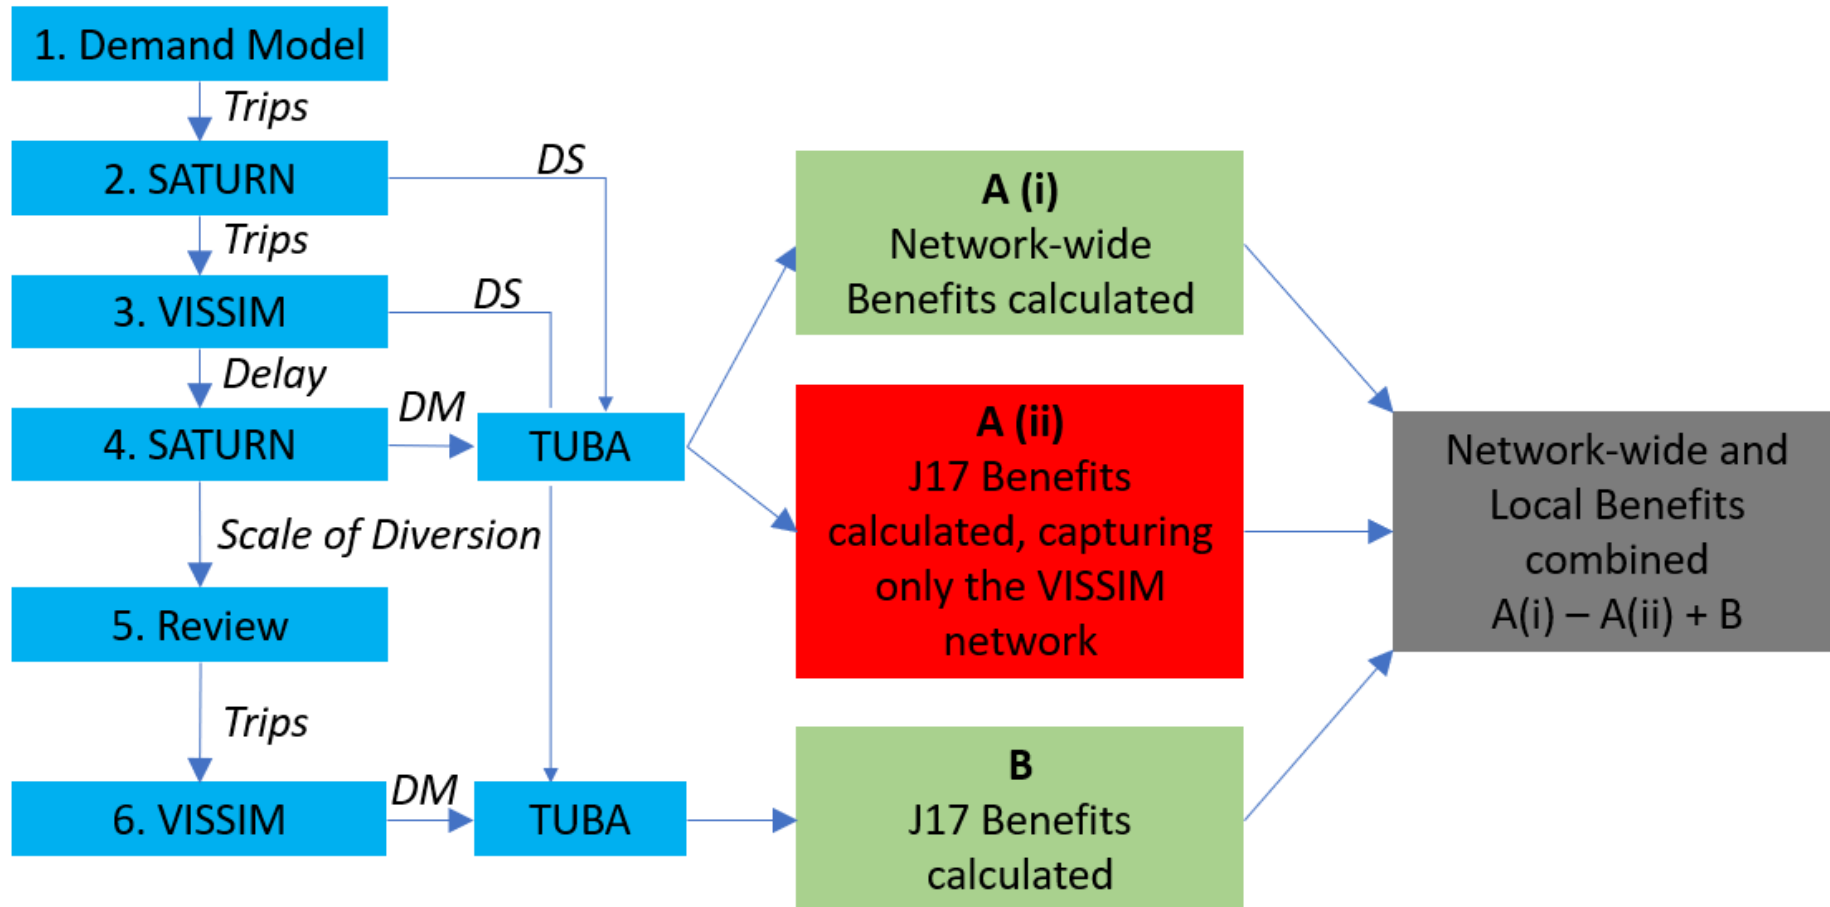 1. Demand Model
Trips
2. SATURN
DS
Trips
3. VISSIM
DS
Delay
4. SATURN
DM
TUBA
Scale of Diversion
5. Review
Trips
6. VISSIM
DM
TUBA
A (i)
Network-wide
Benefits calculated
A (ii)
J17 Benefits
calculated, capturing
only the VISSIM
network
B
J17 Benefits
calculated
Network-wide and
Local Benefits
combined
A(i) – A(ii) + B